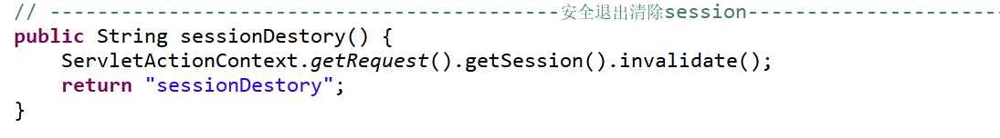 // ------------------------------------------安全退出清除session---------------------
public String sessionDestory() {
    ServletActionContext.getRequest().getSession().invalidate();
    return "sessionDestory";
}